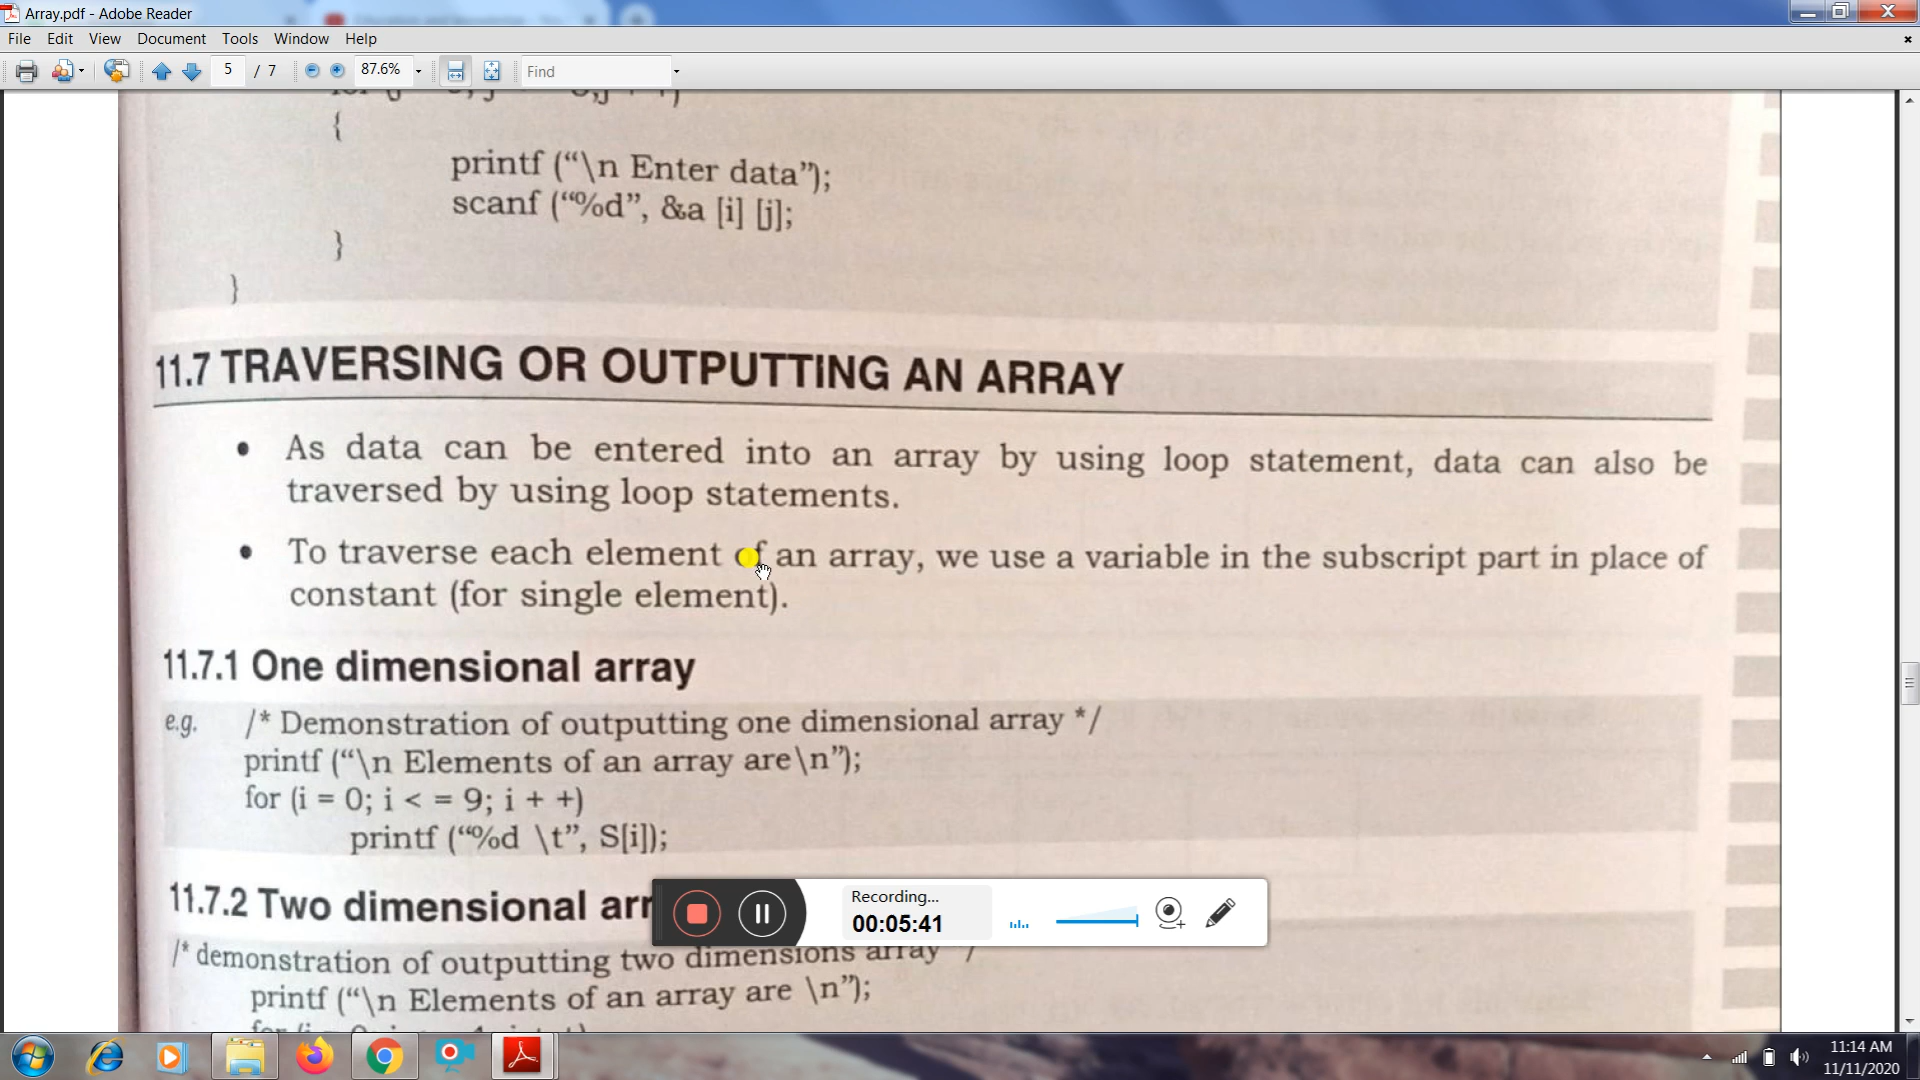 Array.pdf - Adobe Reader
File Edit View Document Tools Window Help
5 / 7 87.6% Find
{
printf (“\n Enter data”);
scanf (“%d”, &a [i] [j];
}
}
11.7 TRAVERSING OR OUTPUTTING AN ARRAY
• As data can be entered into an array by using loop statement, data can also be
traversed by using loop statements.
• To traverse each element of an array, we use a variable in the subscript part in place of
constant (for single element).
11.7.1 One dimensional array
e.g. /* Demonstration of outputting one dimensional array */
printf (“\n Elements of an array are\n”);
for (i = 0; i < = 9; i + +)
printf (“%d \t”, S[i]);
11.7.2 Two dimensional arr
Recording...
00:05:41
/* demonstration of outputting two dimensions array
printf (“\n Elements of an array are \n”);
11:14 AM
11/11/2020